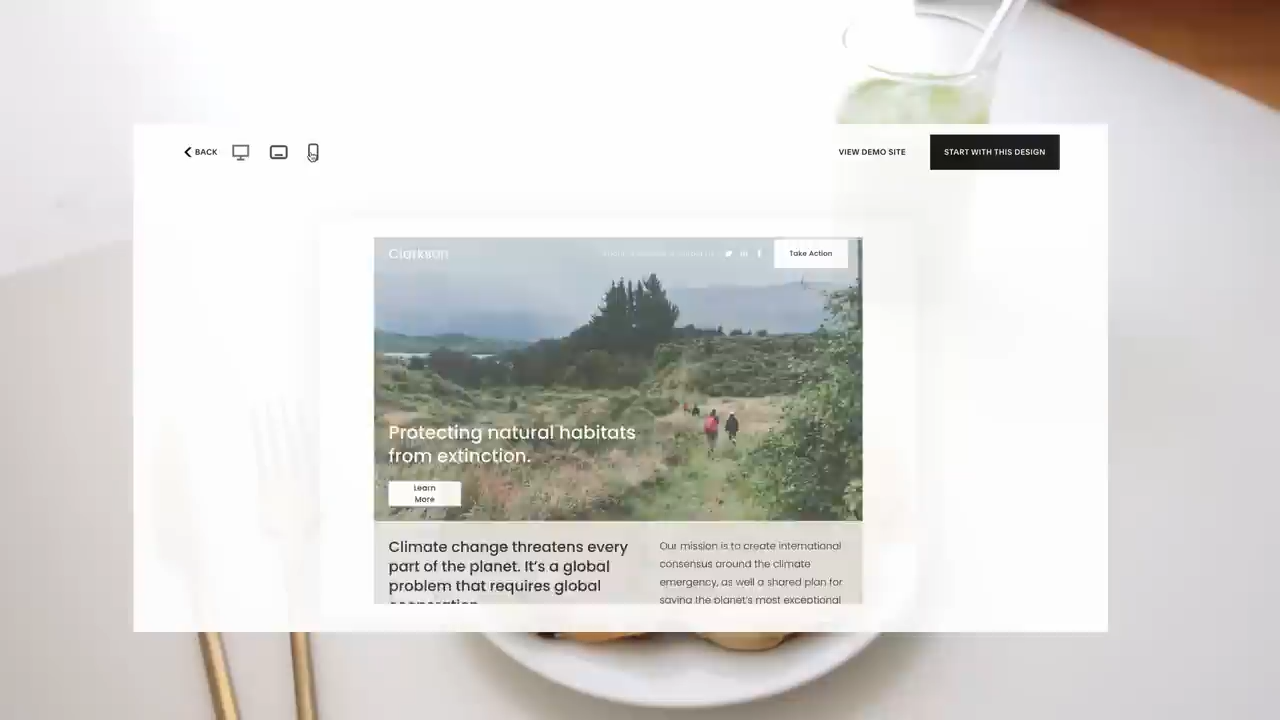 BACK
VIEW DEMO SITE
START WITH THIS DESIGN
Clarkson
Take Action
Protecting natural habitats
from extinction.
Learn
More
Climate change threatens every
part of the planet. It's a global
problem that requires global
cooperation.
Our mission is to create international
consensus around the climate
emergency, as well a shared plan for
saving the planet's most exceptional